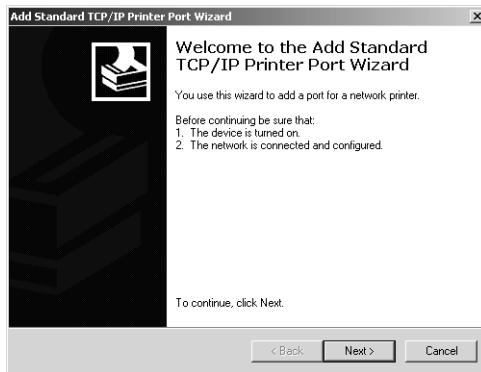 Add Standard TCP/IP Printer Port Wizard
Welcome to the Add Standard
TCP/IP Printer Port Wizard
You use this wizard to add a port for a network printer.
Before continuing be sure that:
1. The device is turned on.
2. The network is connected and configured.
To continue, click Next.
< Back
Next >
Cancel